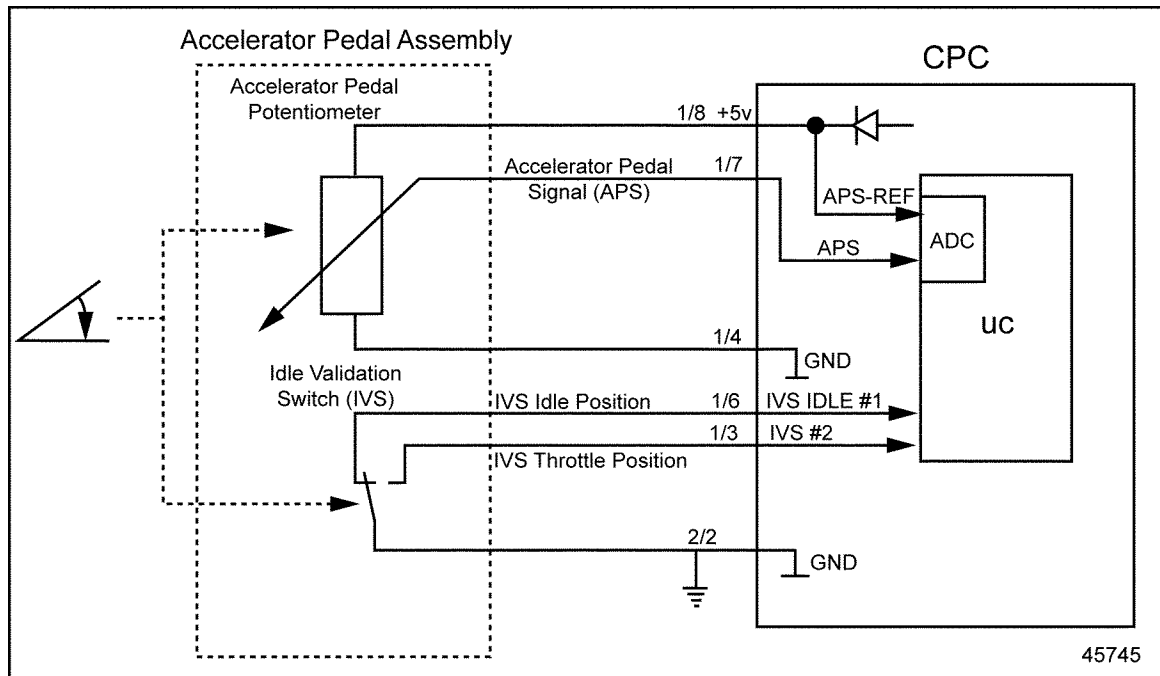 Accelerator Pedal Assembly
CPC
Accelerator Pedal
Potentiometer
1/8 +5v
Accelerator Pedal
Signal (APS)
1/7
APS-REF
ADC
APS
uc
1/4
GND
Idle Validation
Switch (IVS)
IVS Idle Position
1/6
IVS IDLE #1
1/3
IVS #2
IVS Throttle Position
2/2
GND
45745